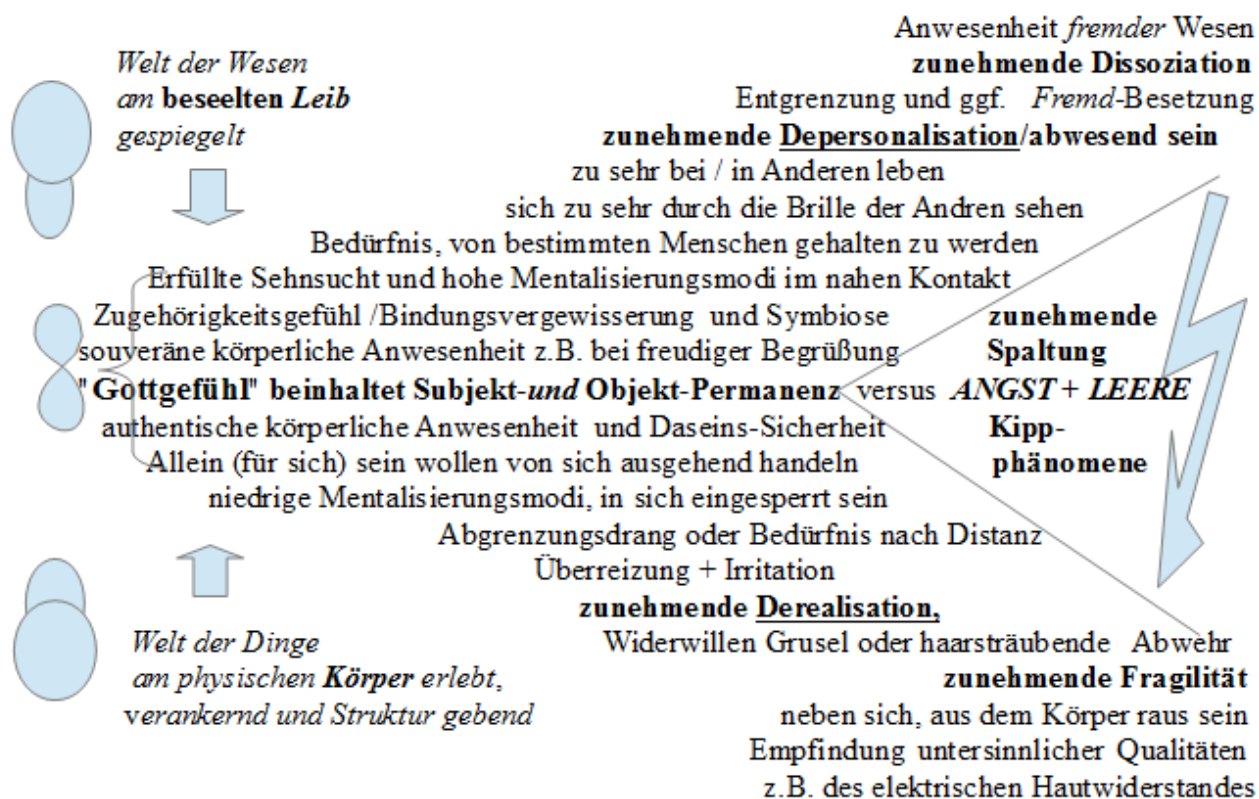 Anwesenheit fremder Wesen
Welt der Wesen
zunehmende Dissoziation
am beseelten Leib
Entgrenzung und ggf. Fremd-Besetzung
gespiegelt
zunehmende Depersonalisation/abwesend sein
zu sehr bei / in Anderen leben
sich zu sehr durch die Brille der Andren sehen
Bedürfnis, von bestimmten Menschen gehalten zu werden
Erfüllte Sehnsucht und hohe Mentalisierungsmodi im nahen Kontakt
Zugehörigkeitsgefühl /Bindungsvergewisserung und Symbiose zunehmende
souveräne körperliche Anwesenheit z.B. bei freudiger Begrüßung Spaltung
"Gottgefühl" beinhaltet Subjekt-und Objekt-Permanenz versus ANGST + LEERE
authentische körperliche Anwesenheit und Daseins-Sicherheit Kipp-
Allein (für sich) sein wollen von sich ausgehend handeln phänomene
niedrige Mentalisierungsmodi, in sich eingesperrt sein
Abgrenzungsdrang oder Bedürfnis nach Distanz
Überreizung + Irritation
zunehmende Derealisation,
Welt der Dinge
Widerwillen Grusel oder haarsträubende Abwehr
am physischen Körper erlebt,
zunehmende Fragilität
verankernd und Struktur gebend
neben sich, aus dem Körper raus sein
Empfindung untersinnlicher Qualitäten
z.B. des elektrischen Hautwiderstandes